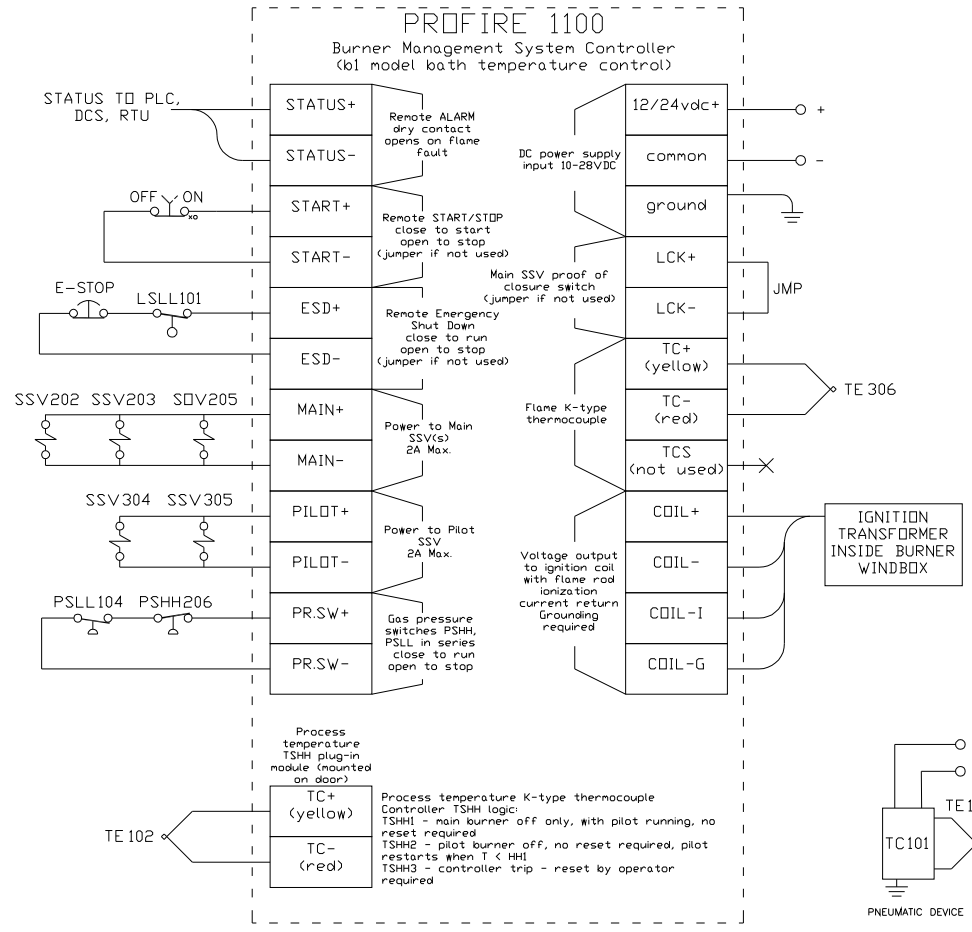 PROFIRE 1100
Burner Management System Controller
(b1 model bath temperature control)
STATUS TO PLC,
DCS, RTU
STATUS+
STATUS-
Remote ALARM
dry contact
opens on flame
fault
OFF ON
xo
START+
START-
Remote START/STOP
close to start
open to stop
(jumper if not used)
E-STOP
LSLL101
ESD+
ESD-
Remote Emergency
Shut Down
close to run
open to stop
(jumper if not used)
SSV202 SSV203 SOV205
MAIN+
MAIN-
Power to Main
SSV(s)
2A Max.
SSV304 SSV305
PILOT+
PILOT-
Power to Pilot
SSV
2A Max.
PSLL104 PSHH206
PR.SW+
PR.SW-
Gas pressure
switches PSHH,
PSLL in series
close to run
open to stop
DC power supply
input 10-28VDC
12/24vdc+
common
ground
+
-
Main SSV proof of
closure switch
(jumper if not used)
LCK+
LCK-
JMP
Flame K-type
thermocouple
TC+
(yellow)
TC-
(red)
TCS
(not used)
TE 306
Voltage output
to ignition coil
with flame rod
ionization
current return
Grounding
required
COIL+
COIL-
COIL-I
COIL-G
IGNITION
TRANSFORMER
INSIDE BURNER
WINDBOX
Process
temperature
TSHH plug-in
module (mounted
on door)
TC+
(yellow)
TC-
(red)
TE 102
Process temperature K-type thermocouple
Controller TSHH logic:
TSHH1 - main burner off only, with pilot running, no
reset required
TSHH2 - pilot burner off, no reset required, pilot
restarts when T < HH1
TSHH3 - controller trip - reset by operator
required
TE1
TC101
PNEUMATIC DEVICE